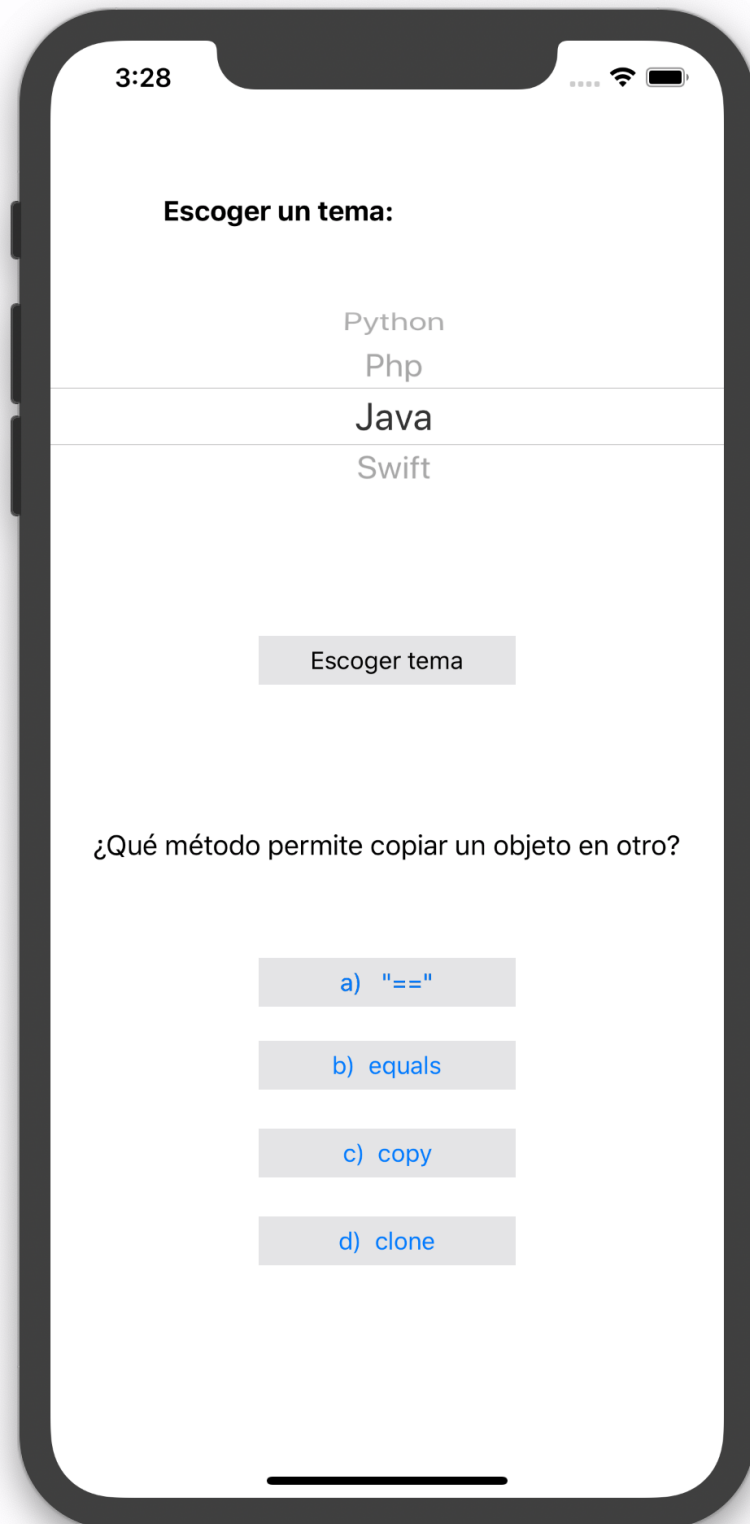 3:28
Escoger un tema:
Python
Php
Java
Swift
Escoger tema
¿Qué método permite copiar un objeto en otro?
a) "=="
b) equals
c) copy
d) clone